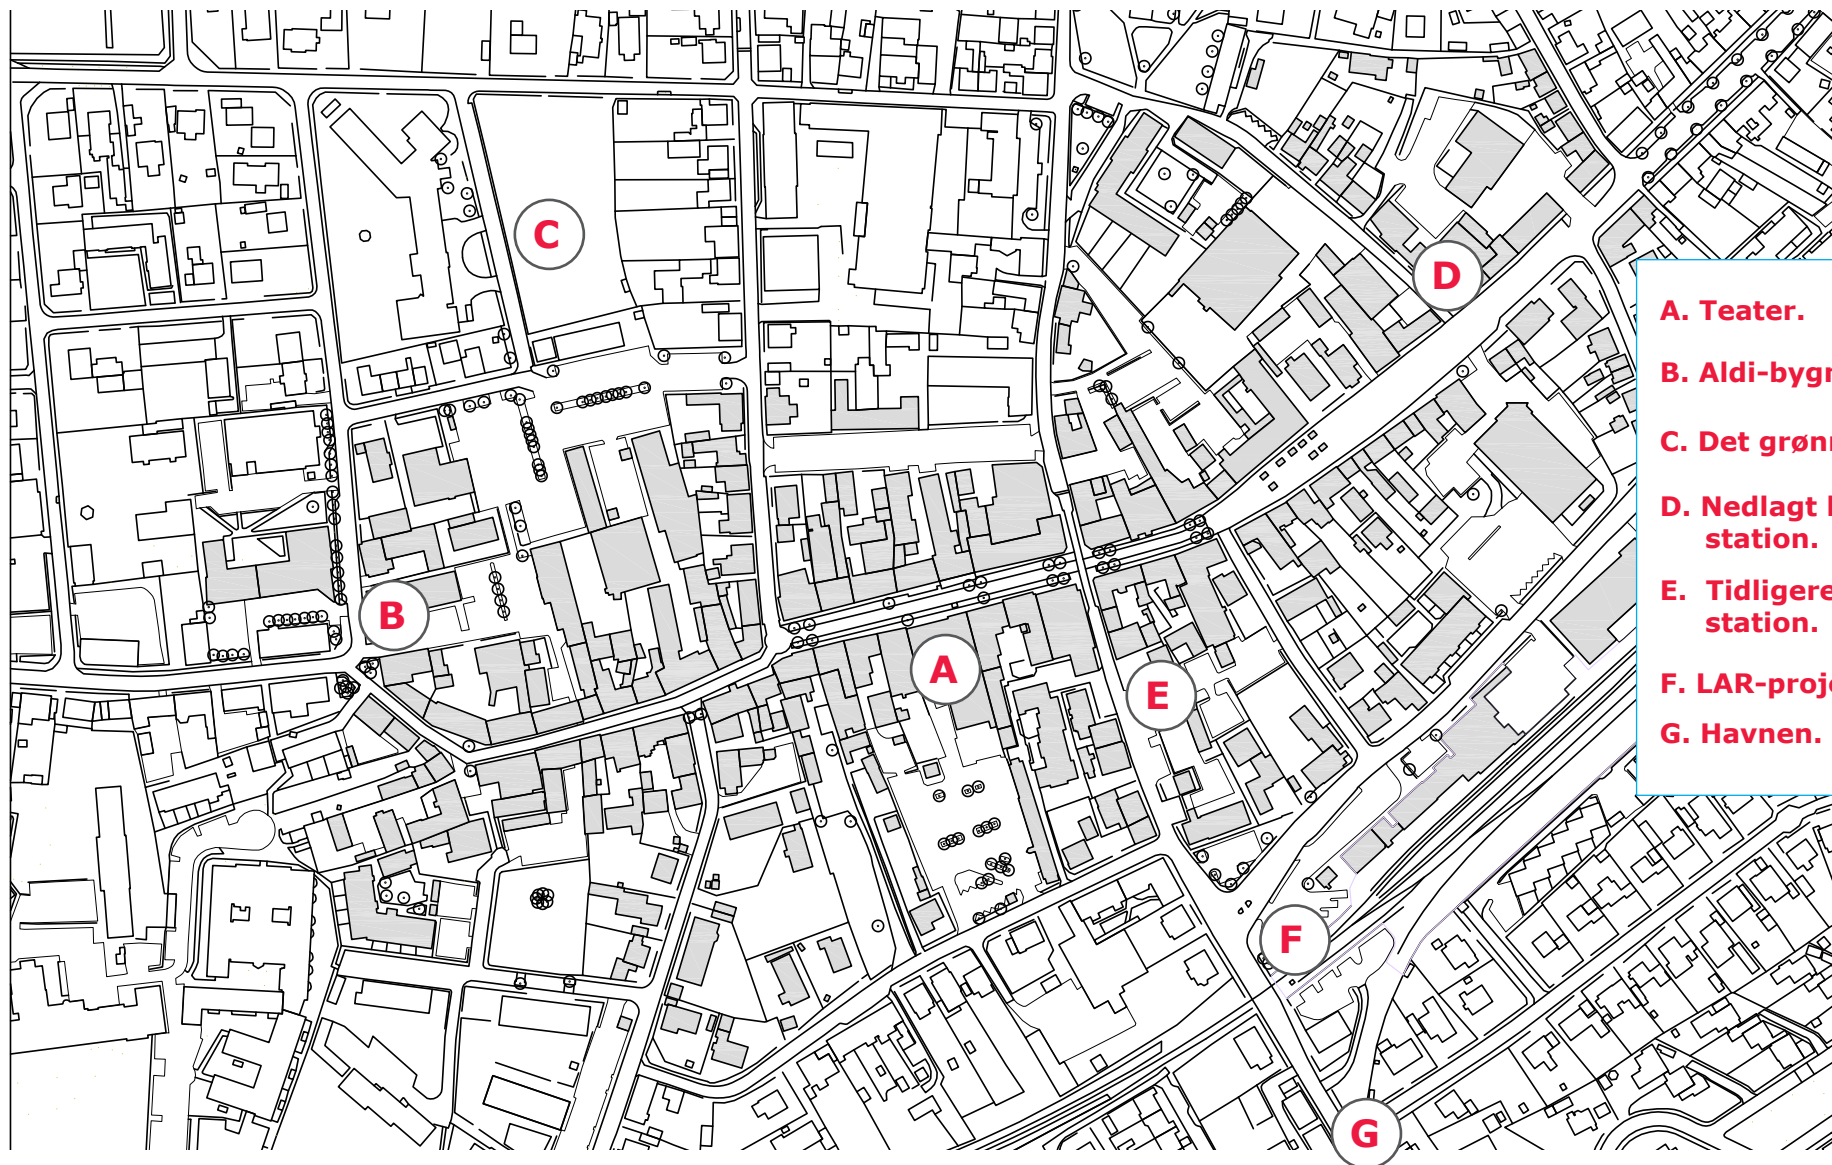 C
D
B
A
E
F
G
A. Teater.
B. Aldi-bygn
C. Det grøn
D. Nedlagt
station.
E. Tidligere
station.
F. LAR-proj
G. Havnen.